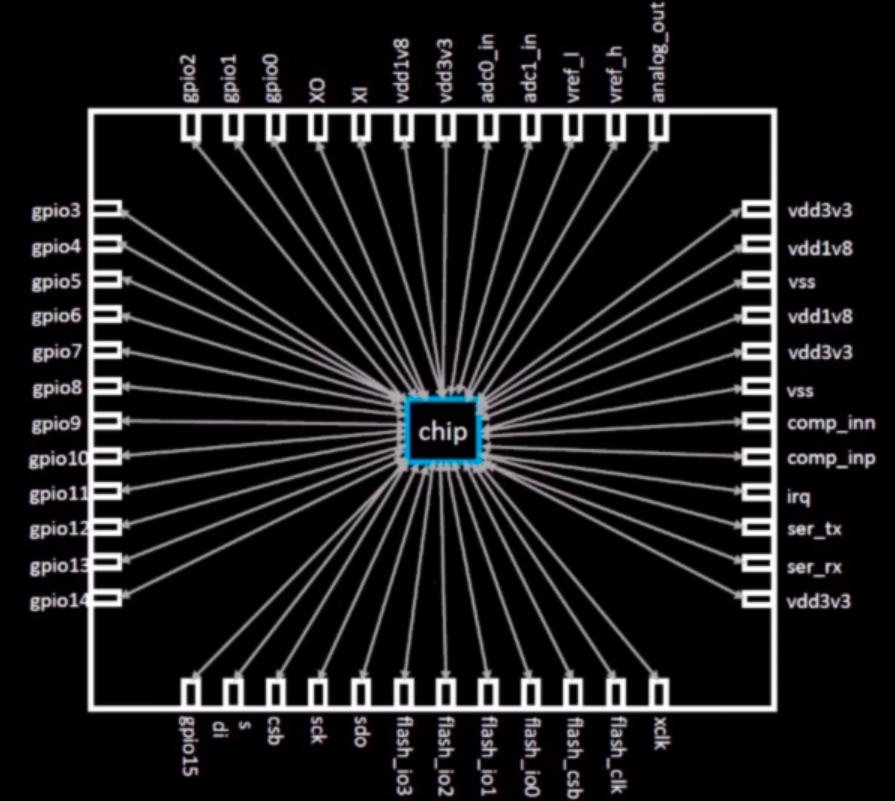 gpio2
gpio1
gpio0
XO
XI
vdd1v8
vdd3v3
adc0_in
adc1_in
vref_l
vref_h
analog_out
gpio3
gpio4
gpio5
gpio6
gpio7
gpio8
gpio9
gpio10
gpio11
gpio12
gpio13
gpio14
chip
vdd3v3
vdd1v8
vss
vdd1v8
vdd3v3
vss
comp_inn
comp_inp
irq
ser_tx
ser_rx
vdd3v3
gpio15
s
di
csb
sck
sdo
flash_io3
flash_io2
flash_io1
flash_io0
flash_csb
flash_clk
xclk